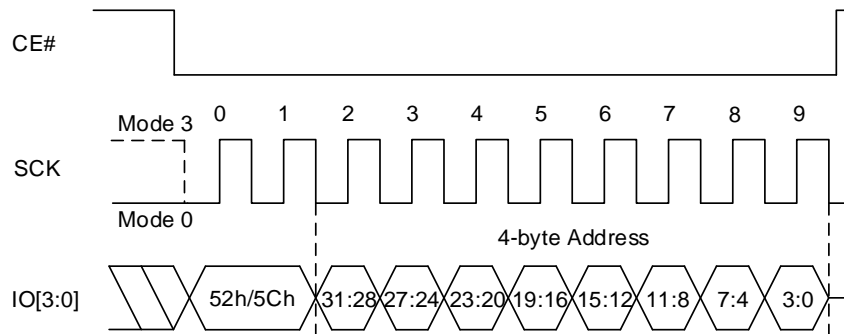 CE#
0 1 2 3 4 5 6 7 8 9
Mode 3
SCK
Mode 0
4-byte Address
IO[3:0] 52h/5Ch 31:28 27:24 23:20 19:16 15:12 11:8 7:4 3:0